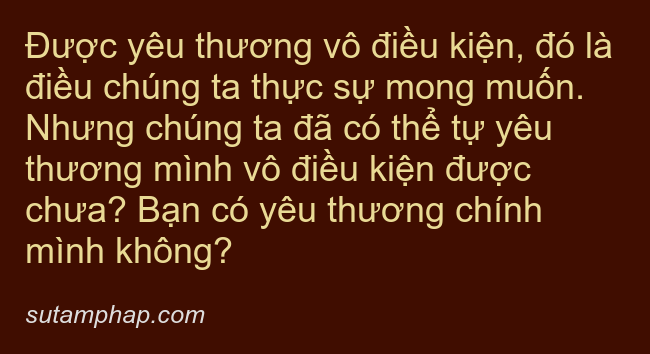 Được yêu thương vô điều kiện, đó là
điều chúng ta thực sự mong muốn.
Nhưng chúng ta đã có thể tự yêu
thương mình vô điều kiện được
chưa? Bạn có yêu thương chính
mình không?
sutamphap.com